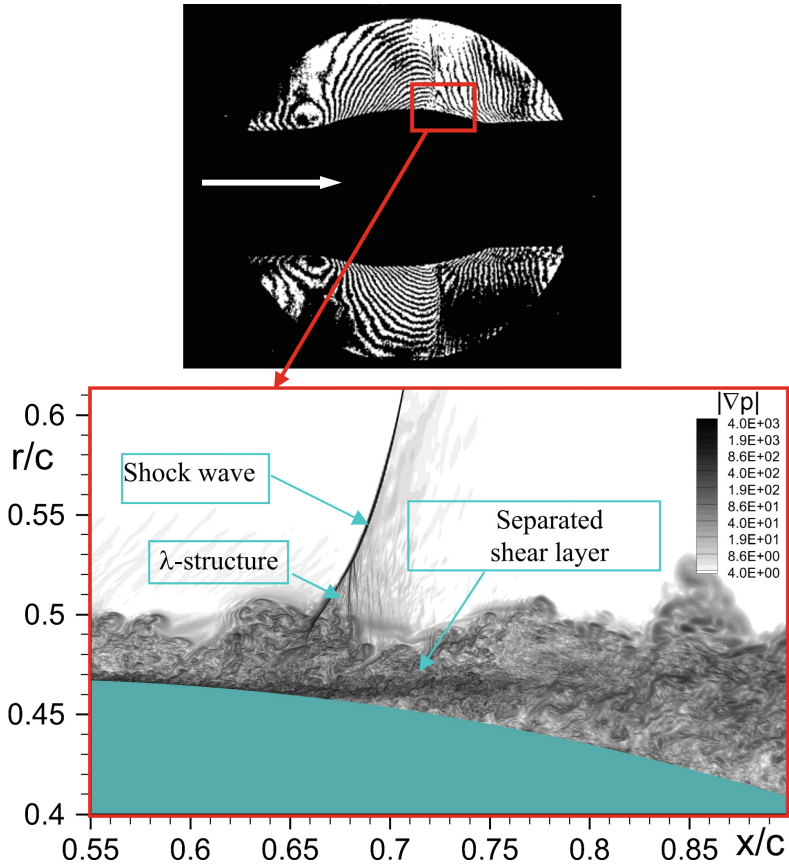 |∇p|
4.0E+03
1.9E+03
8.6E+02
4.0E+02
1.9E+02
8.6E+01
4.0E+01
1.9E+01
8.6E+00
4.0E+00
0.6
r/c
0.55
0.5
0.45
0.4
Shock wave
λ-structure
Separated
shear layer
0.55
0.6
0.65
0.7
0.75
0.8
0.85
x/c